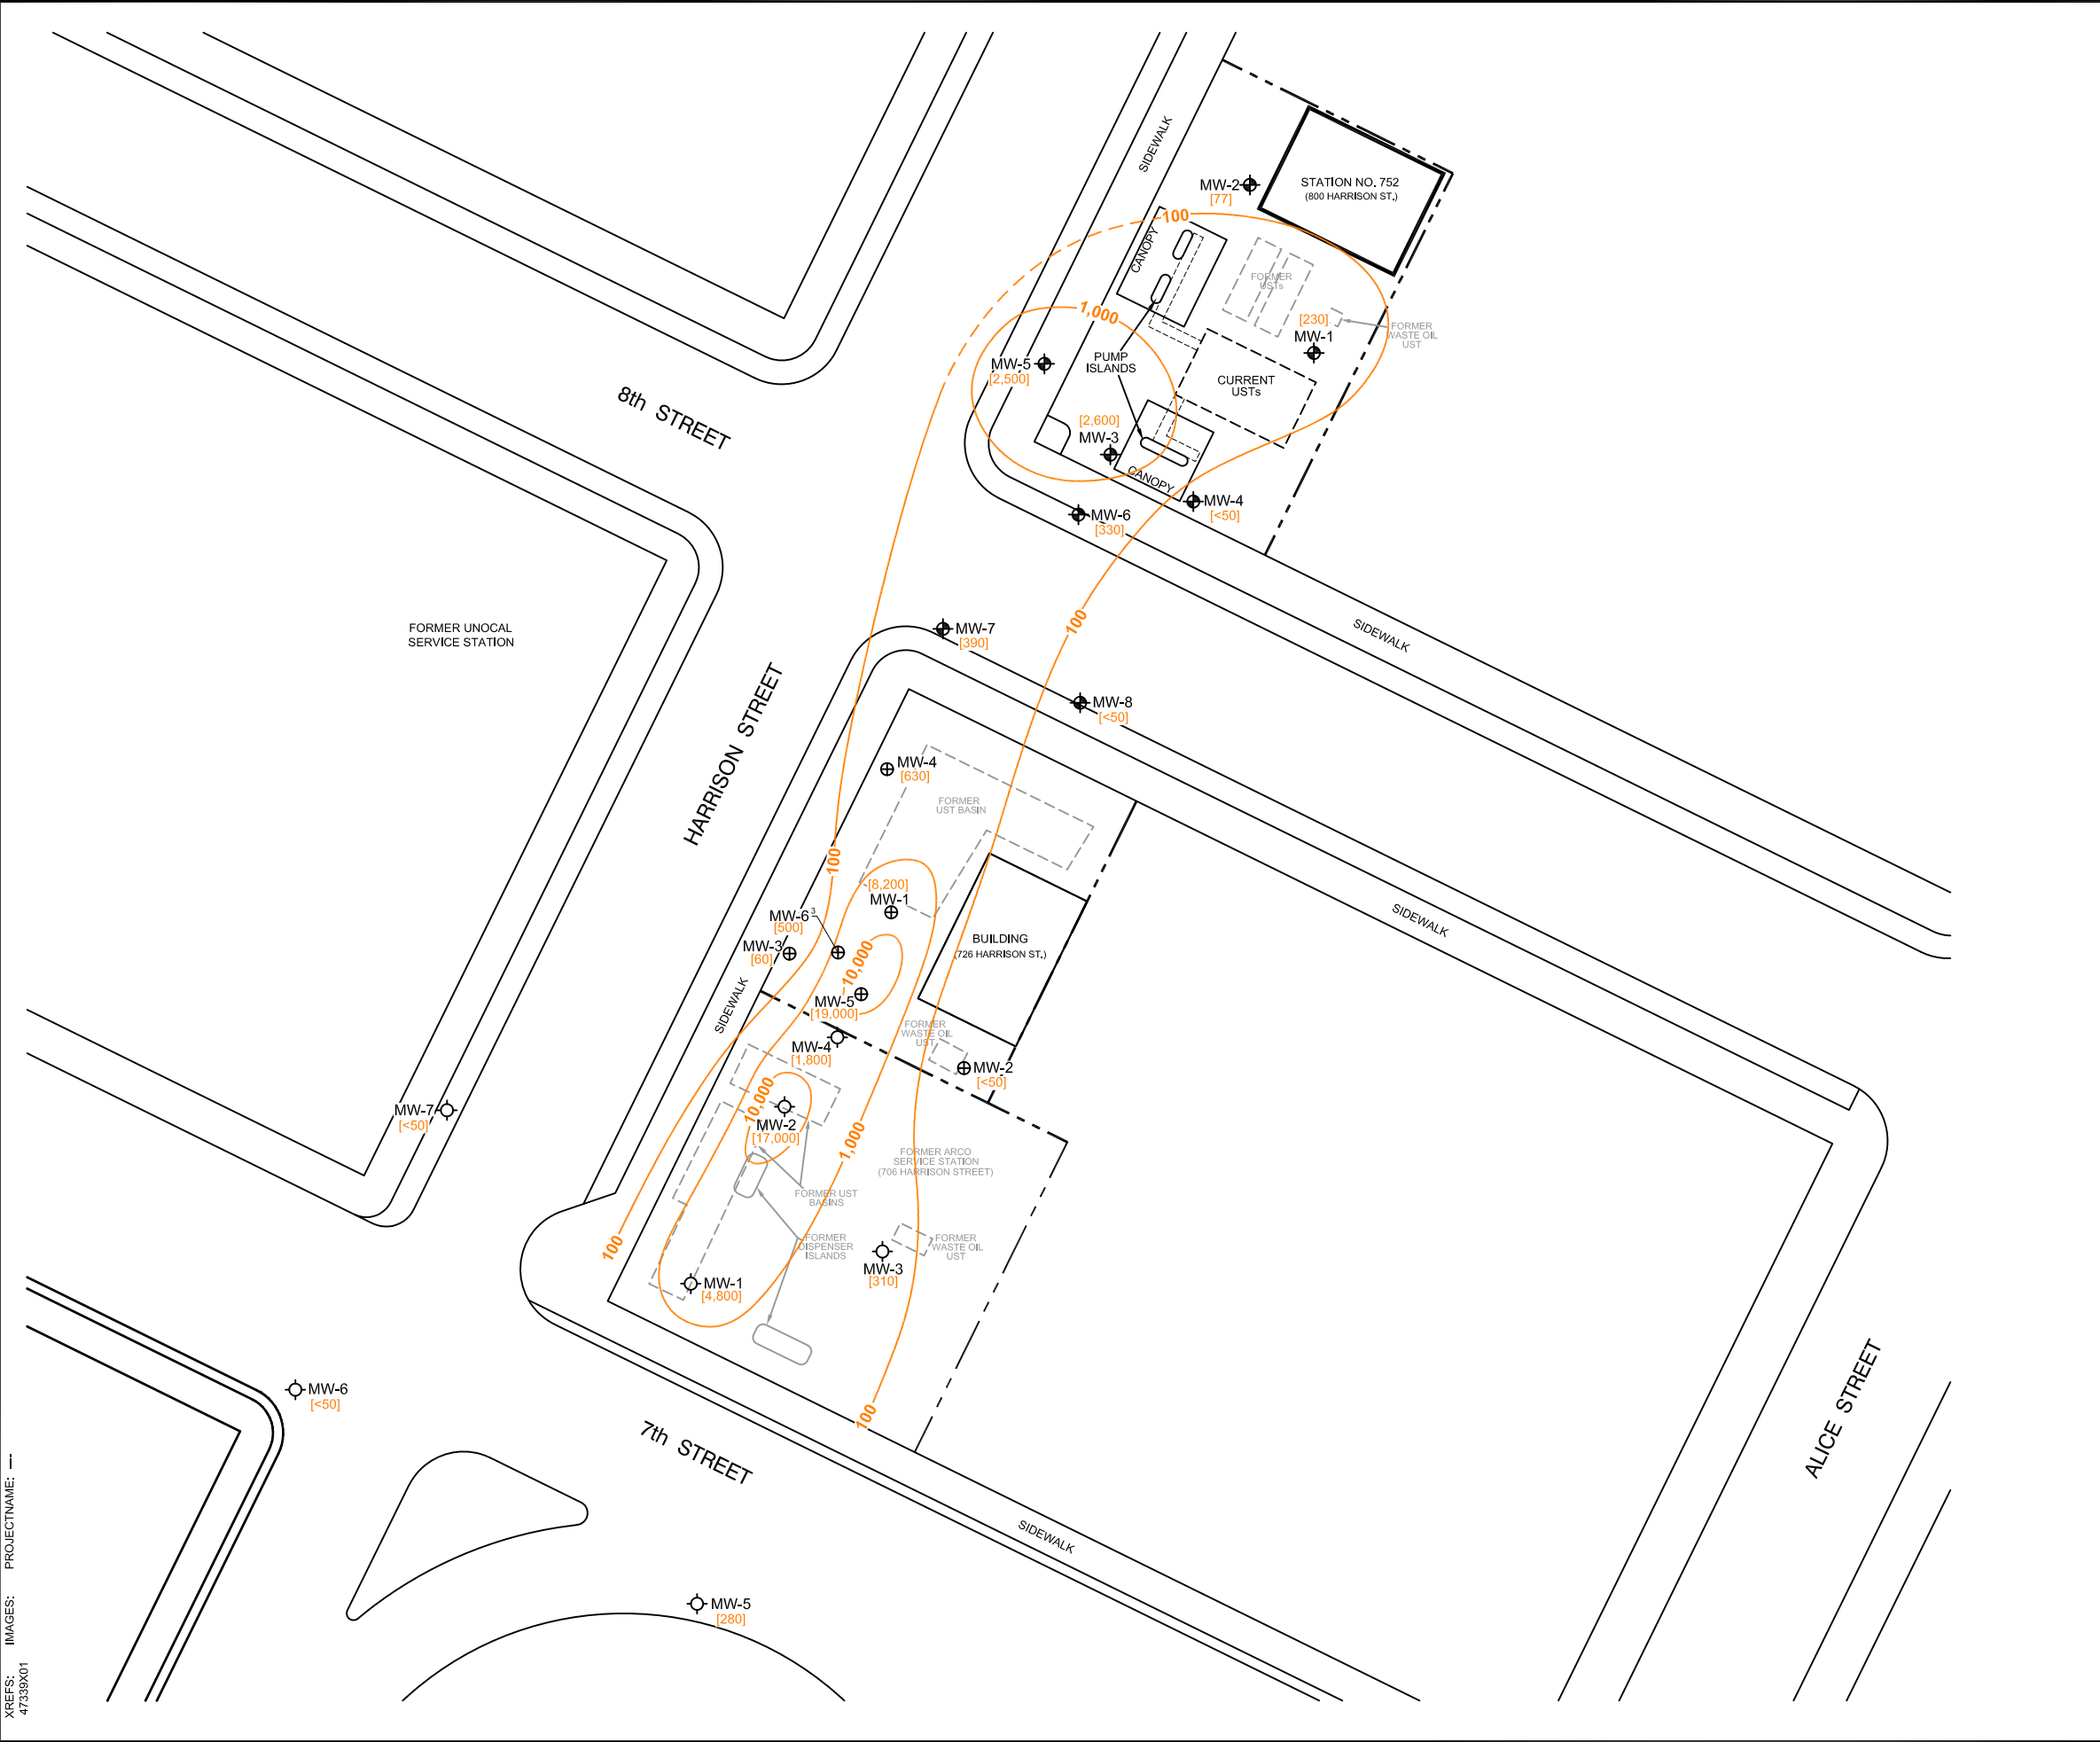 SIDEWALK
STATION NO. 752
(800 HARRISON ST.)
MW-2
[77]
100
CANOPY
FORMER
USTs
1,000
[230]
MW-1
FORMER
WASTE OIL
UST
MW-5
[2,500]
PUMP
ISLANDS
CURRENT
USTs
8th STREET
[2,600]
MW-3
CANOPY
MW-4
[<50]
MW-6
[330]
100
FORMER UNOCAL
SERVICE STATION
MW-7
[390]
SIDEWALK
MW-8
[<50]
HARRISON STREET
MW-4
[630]
FORMER
UST BASIN
100
[8,200]
MW-1
MW-6 3
[500]
MW-3
[60]
10,000
BUILDING
(726 HARRISON ST.)
SIDEWALK
SIDEWALK
MW-5
[19,000]
FORMER
WASTE OIL
UST
MW-4
[1,800]
MW-2
[<50]
10,000
MW-7
[<50]
MW-2
[17,000]
1,000
FORMER ARCO
SERVICE STATION
(706 HARRISON STREET)
FORMER UST
BASINS
100
FORMER
DISPENSER
ISLANDS
FORMER
WASTE OIL
UST
MW-3
[310]
MW-1
[4,800]
MW-6
[<50]
100
7th STREET
ALICE STREET
SIDEWALK
MW-5
[280]
XREFS: IMAGES: PROJECTNAME: ----
47339X01